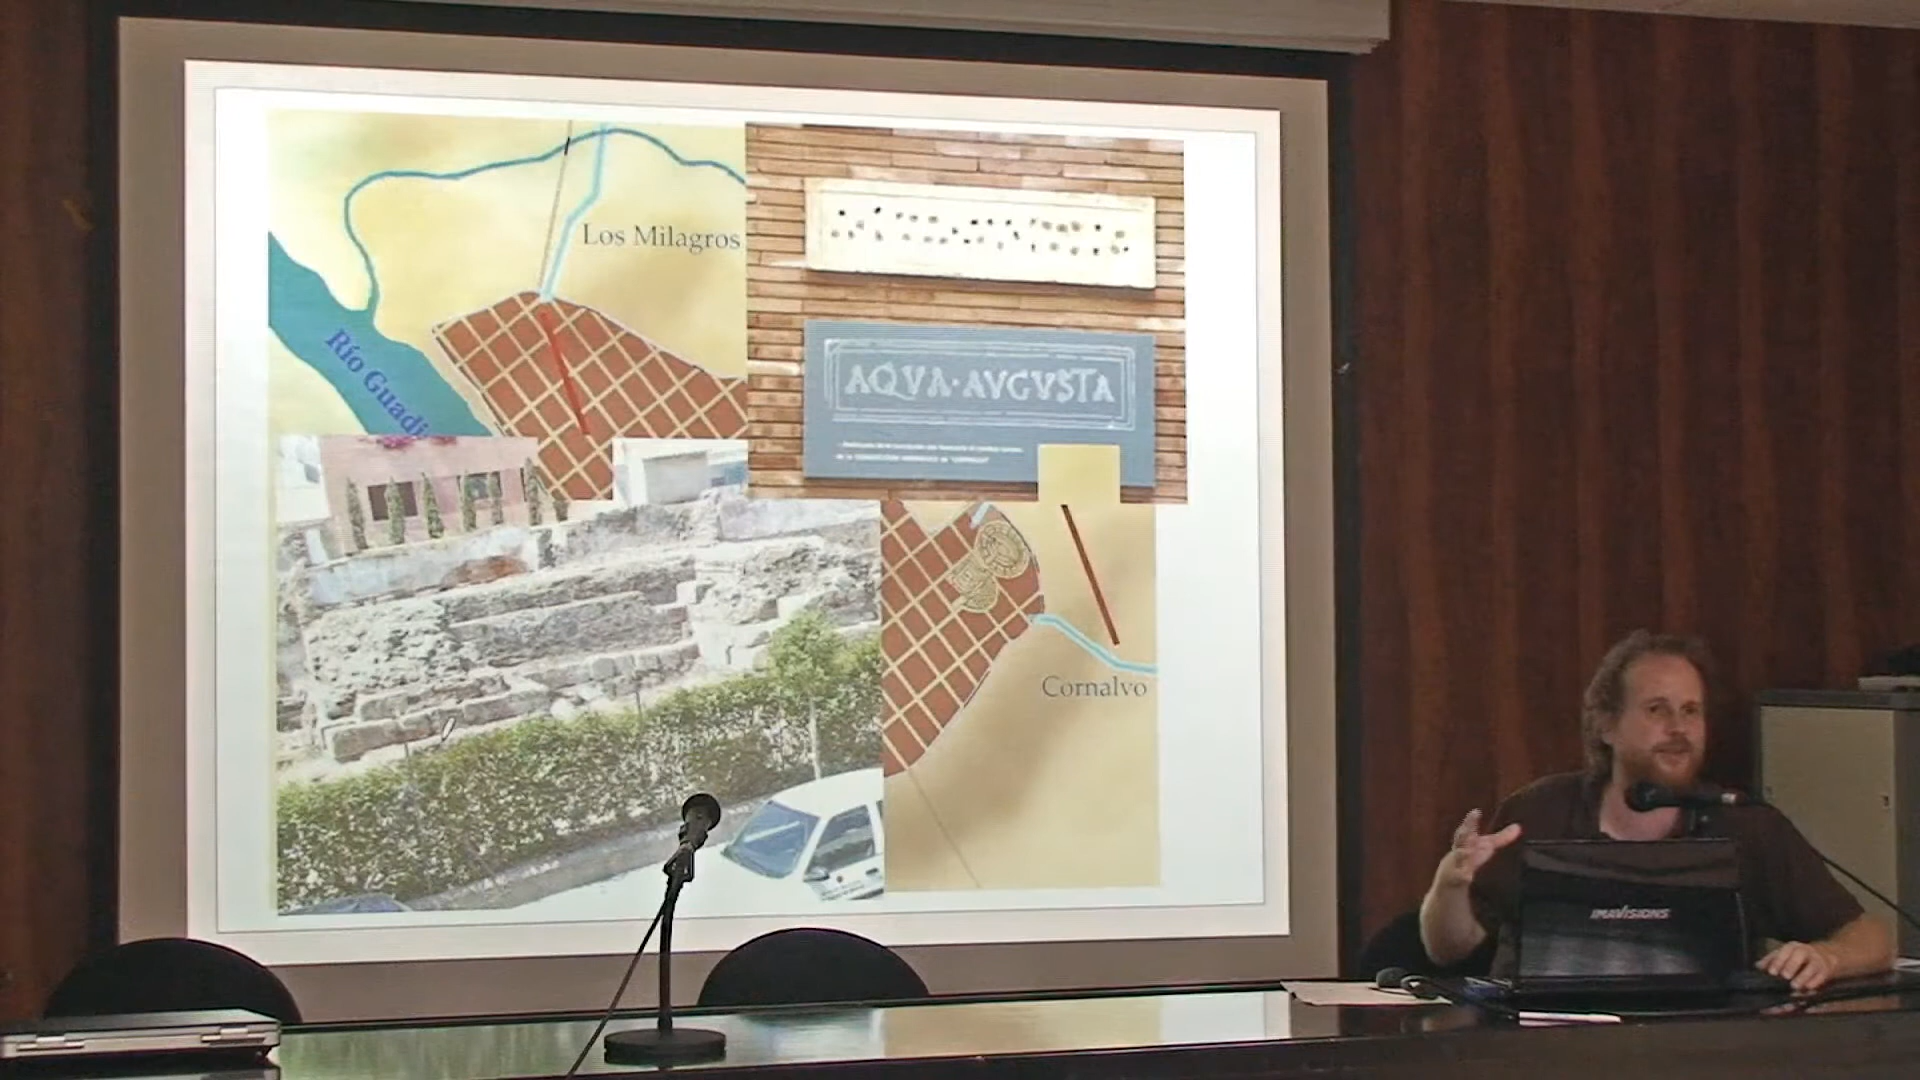 Los Milagros
Río Guadi
AQVA·AVGVSTA
Cornalvo
IMAVISIONS